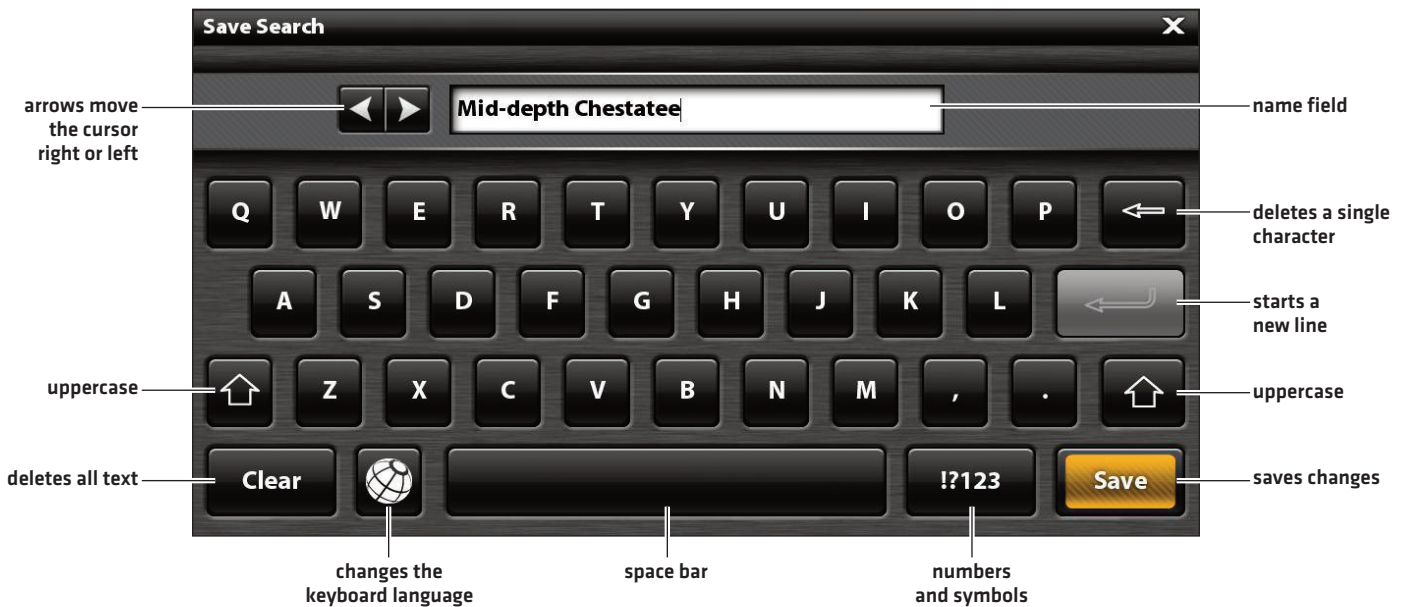 Save Search
X
arrows move
the cursor
right or left
Mid-depth Chestatee
name field
Q W E R T Y U I O P
deletes a single
character
A S D F G H J K L
starts a
new line
uppercase
Z X C V B N M , .
uppercase
deletes all text
Clear
!?123
Save
saves changes
changes the
keyboard language
space bar
numbers
and symbols